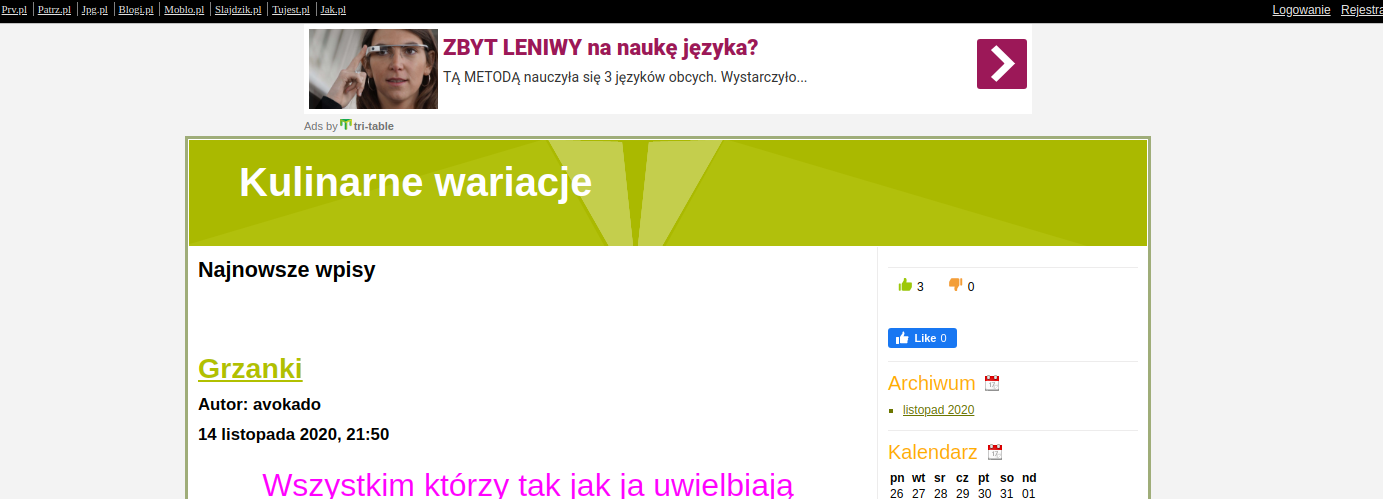 Prv.pl Patrz.pl Jpg.pl Blogi.pl Moblo.pl Slajdzik.pl Tujest.pl Jak.pl
Logowanie Rejestra
ZBYT LENIWY na naukę języka?
TĄ METODĄ nauczyła się 3 języków obcych. Wystarczyło...
Ads by tri-table
Kulinarne wariacje
Najnowsze wpisy
Grzanki
Autor: avokado
14 listopada 2020, 21:50
Wszystkim którzy tak jak ja uwielbiają
3 0
Like 0
Archiwum
listopad 2020
Kalendarz
pn wt sr cz pt so nd
26 27 28 29 30 31 01